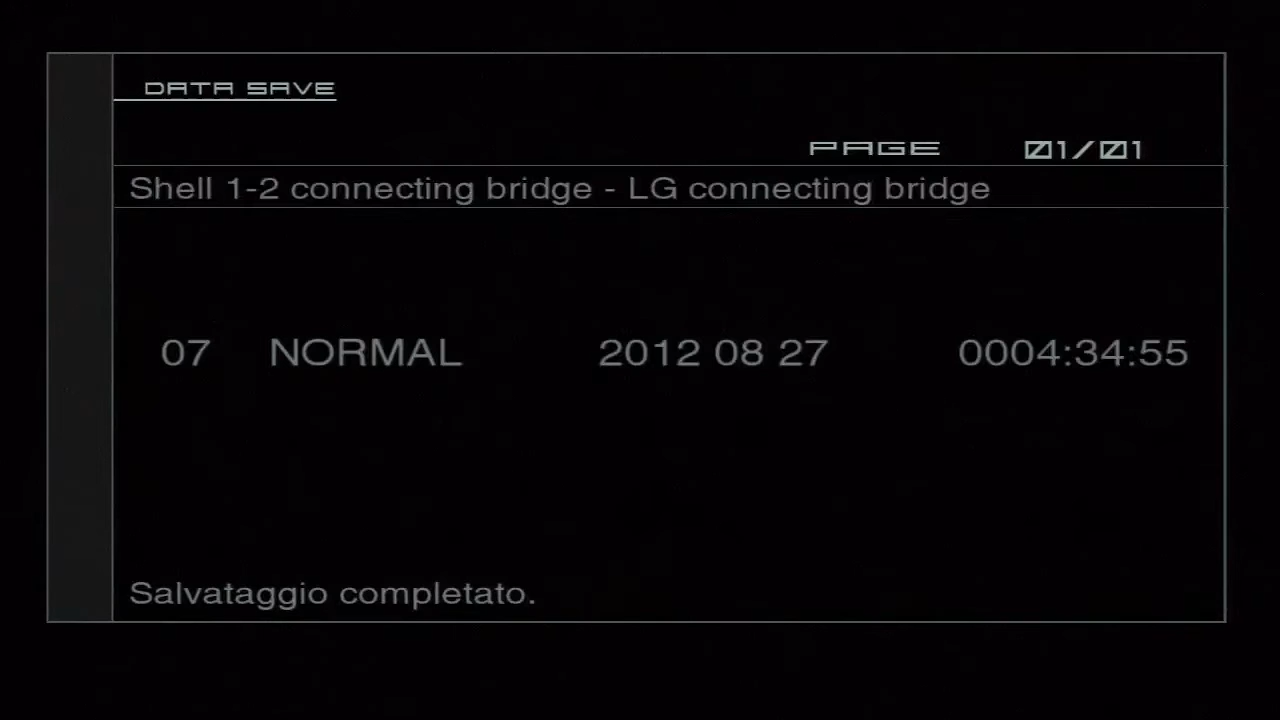 DATA SAVE
PAGE 01/01
Shell 1-2 connecting bridge - LG connecting bridge
07 NORMAL 2012 08 27 0004:34:55
Salvataggio completato.